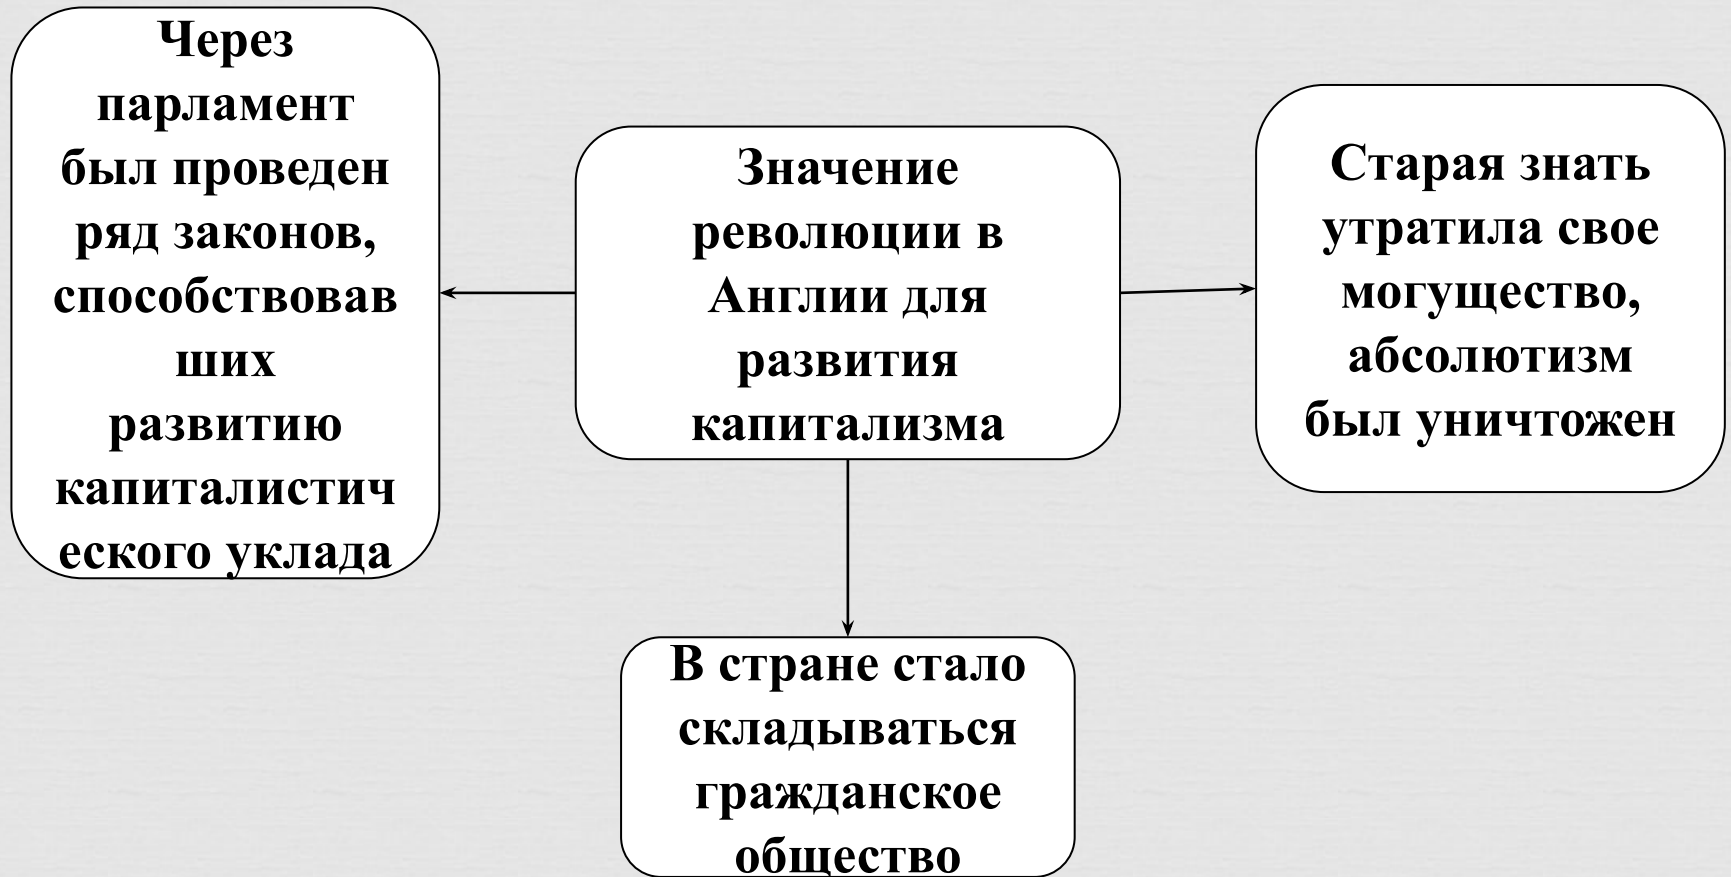 Через
парламент
был проведен
ряд законов,
способствовав
ших
развитию
капиталистич
еского уклада
Значение
революции в
Англии для
развития
капитализма
Старая знать
утратила свое
могущество,
абсолютизм
был уничтожен
В стране стало
складываться
гражданское
общество